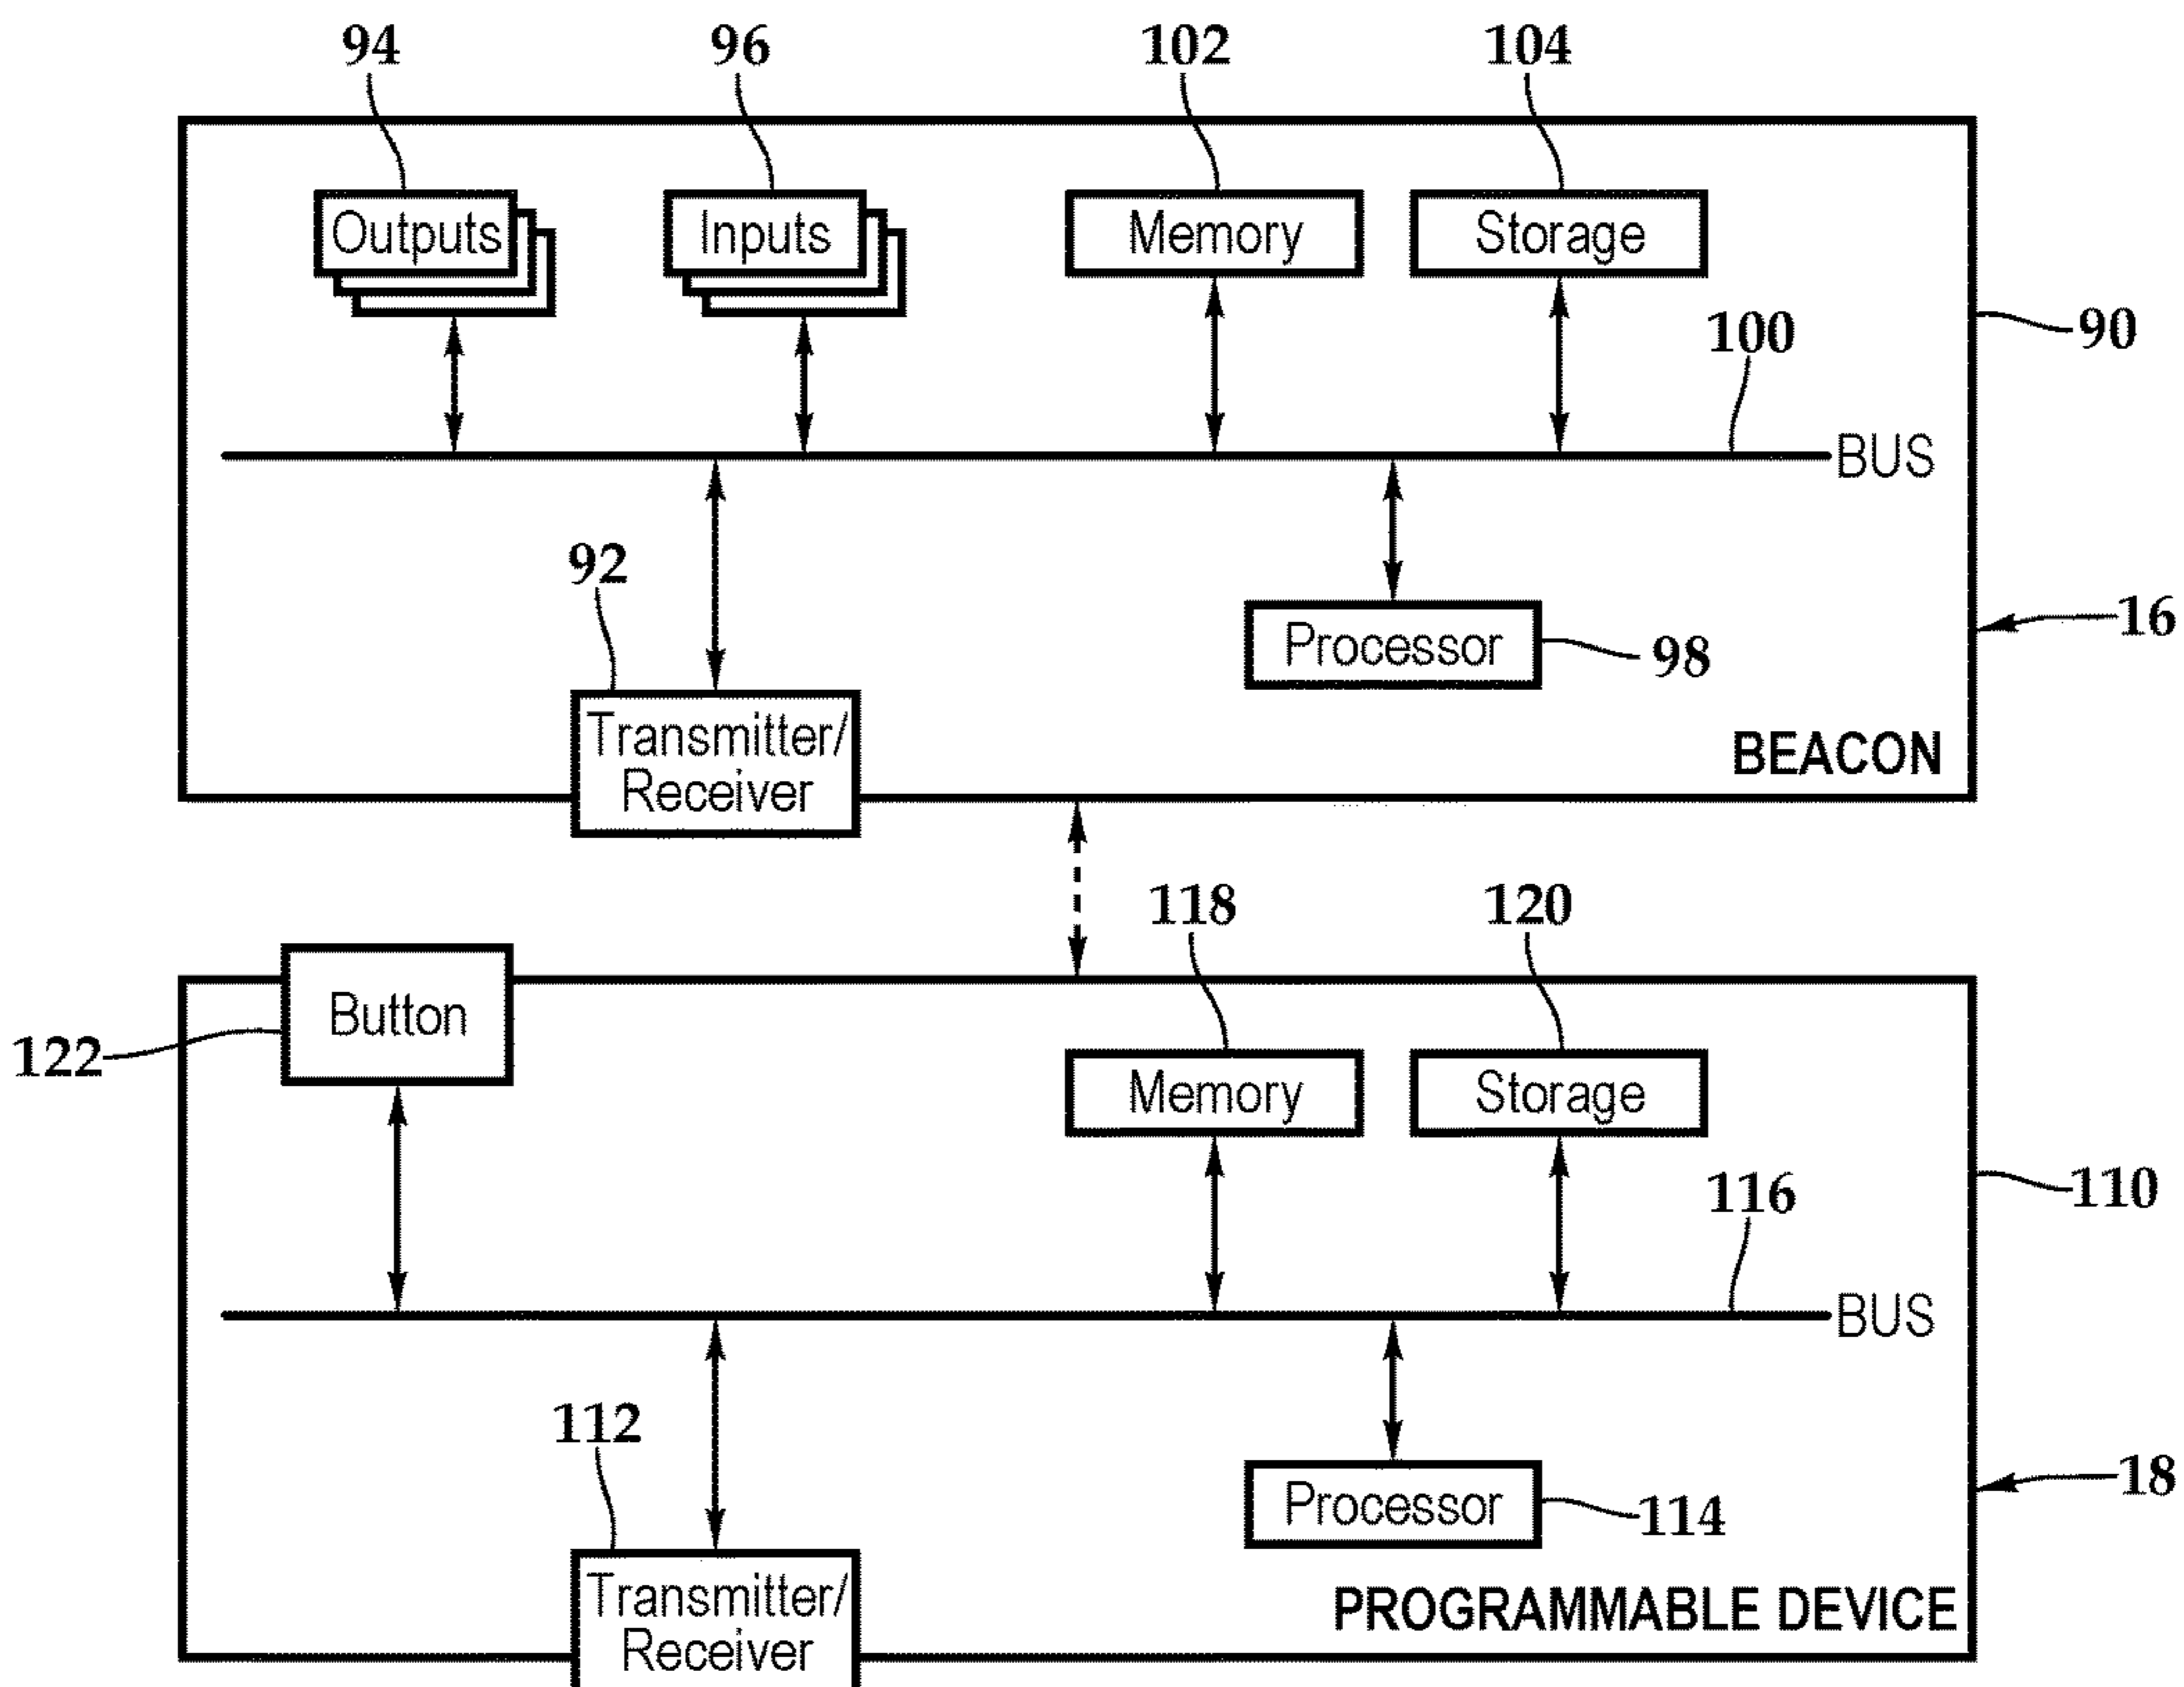 94 96 102 104
Outputs Inputs Memory Storage
100
90
BUS
92
16
Processor
98
Transmitter/
Receiver
BEACON
118 120
Button
122
Memory Storage
110
116
BUS
112
18
Processor
114
Transmitter/
Receiver
PROGRAMMABLE DEVICE